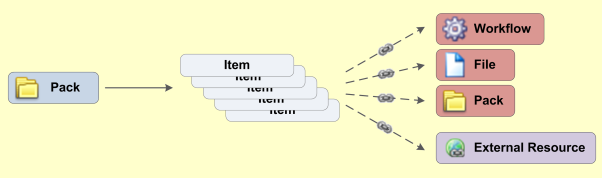 Pack
Item
Item
Item
Item
Item
Workflow
File
Pack
External Resource